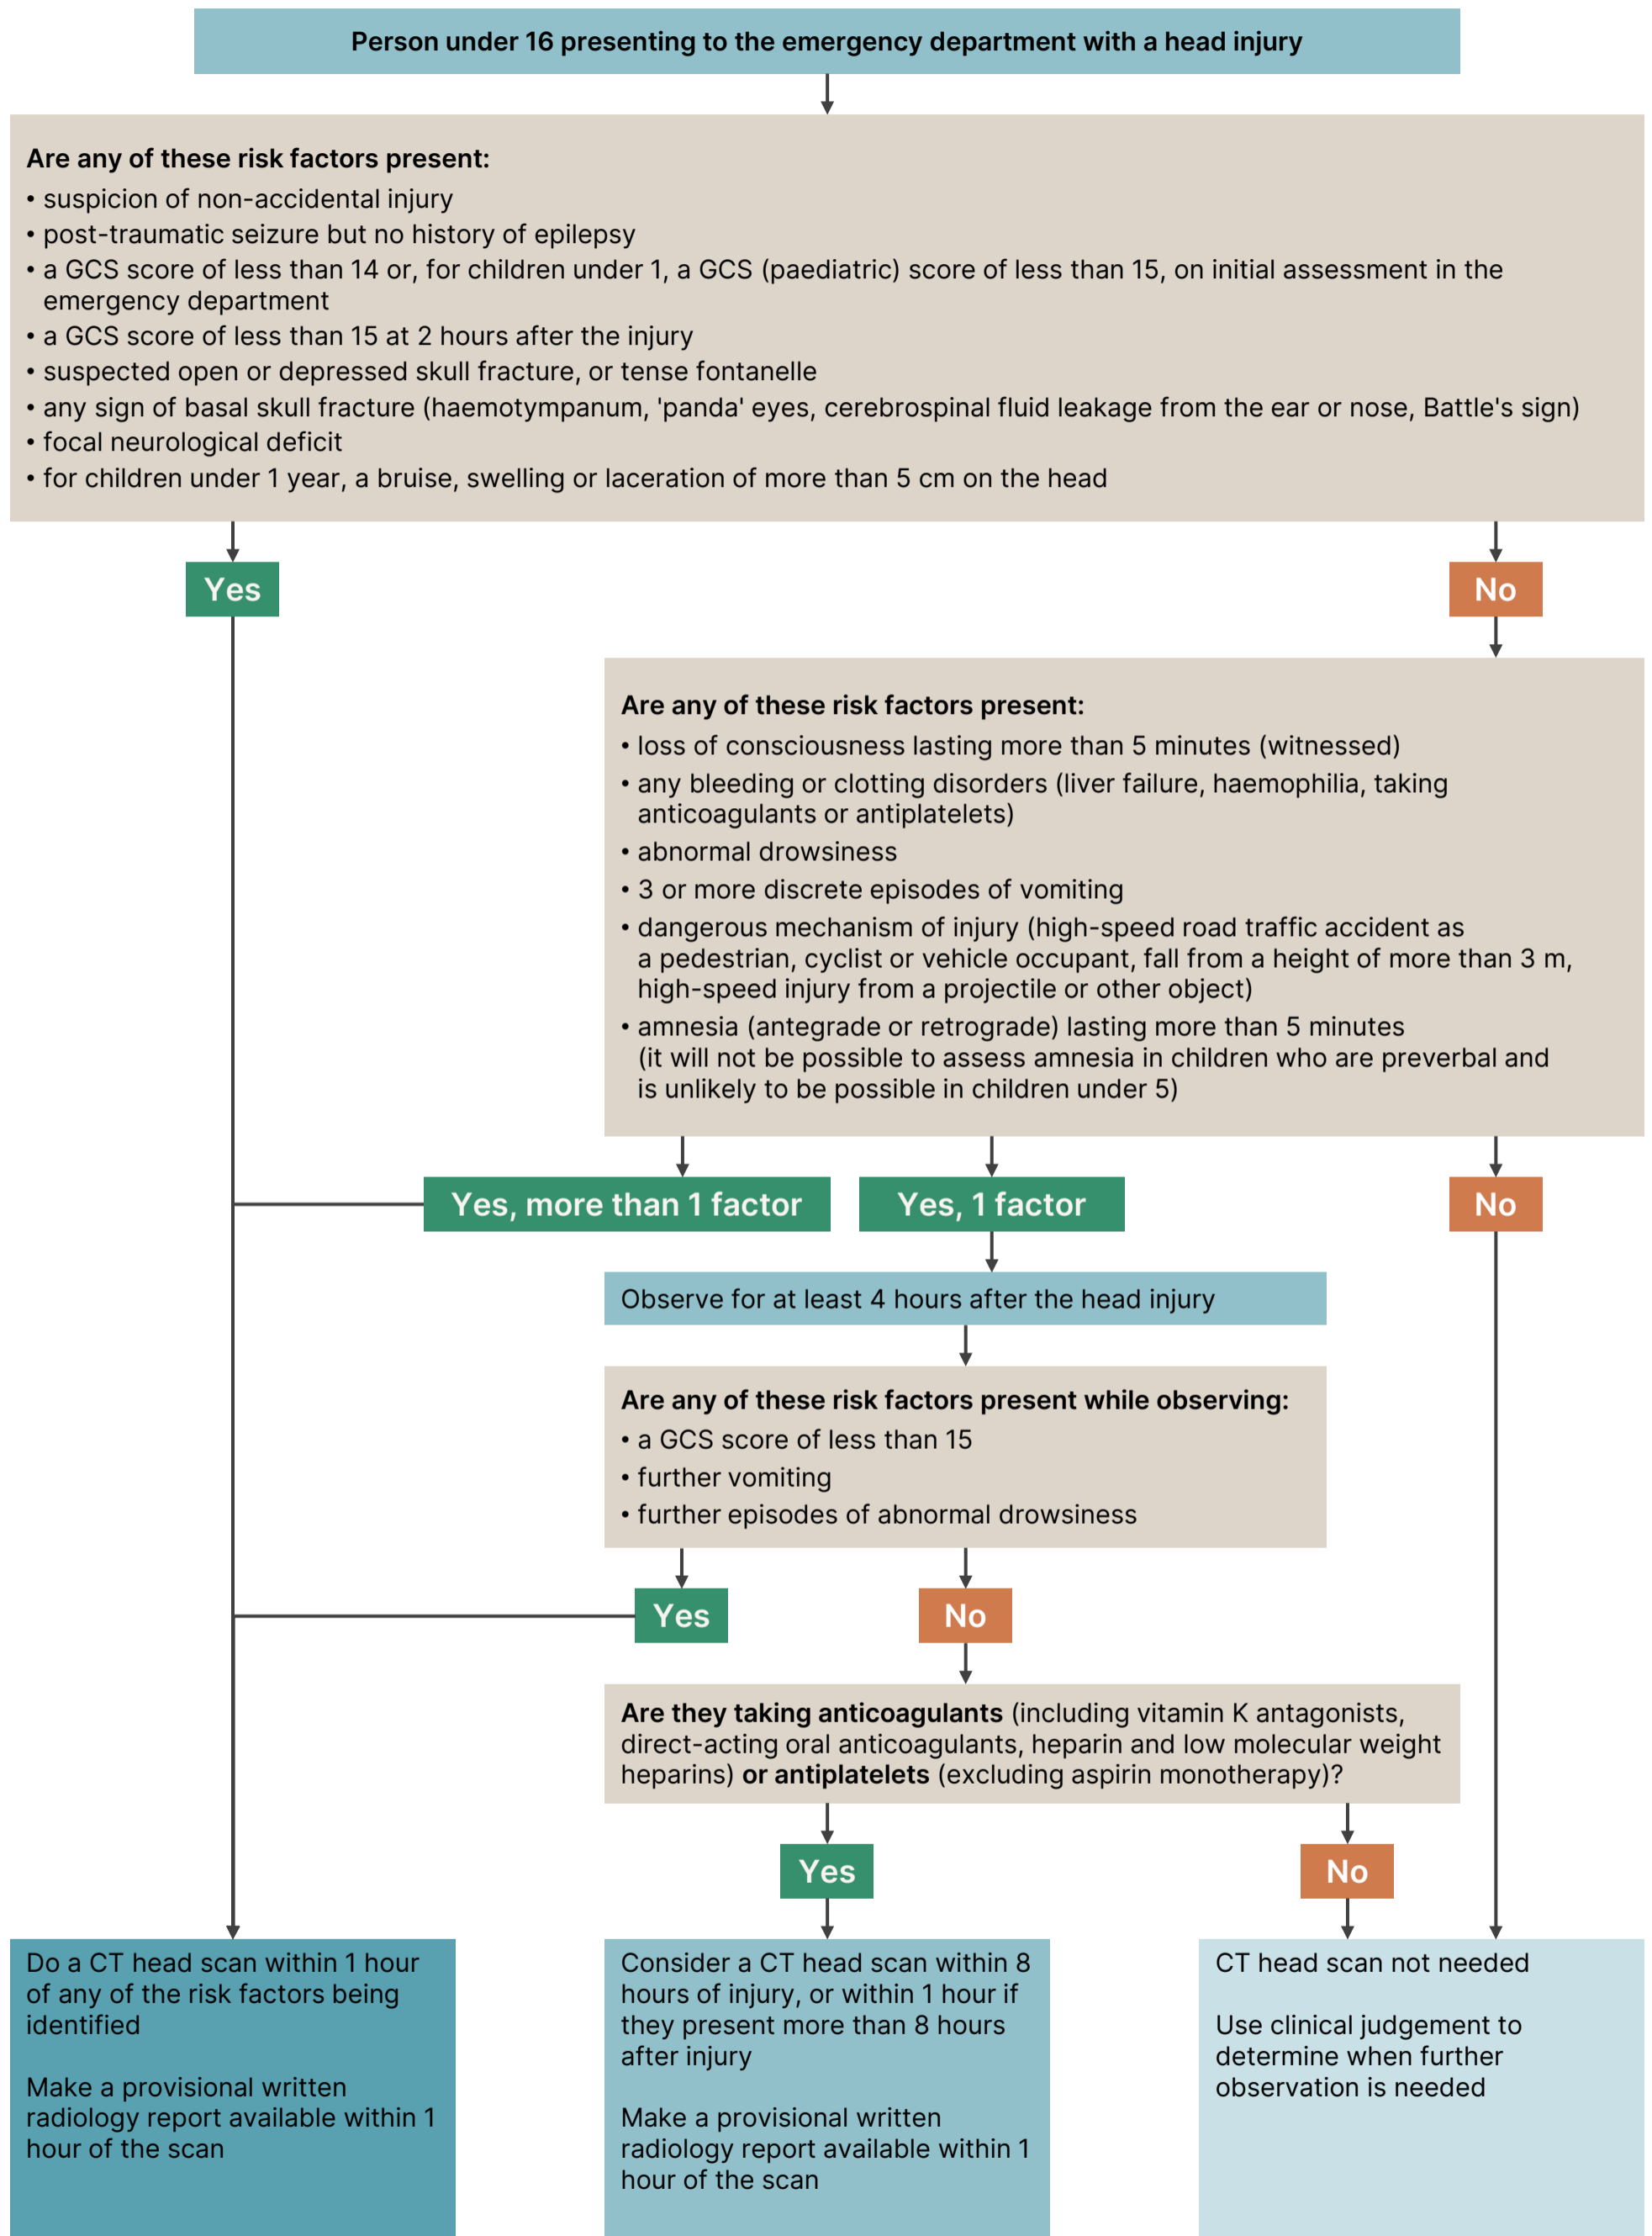 Person under 16 presenting to the emergency department with a head injury
Are any of these risk factors present:
• suspicion of non-accidental injury
• post-traumatic seizure but no history of epilepsy
• a GCS score of less than 14 or, for children under 1, a GCS (paediatric) score of less than 15, on initial assessment in the
emergency department
• a GCS score of less than 15 at 2 hours after the injury
• suspected open or depressed skull fracture, or tense fontanelle
• any sign of basal skull fracture (haemotympanum, 'panda' eyes, cerebrospinal fluid leakage from the ear or nose, Battle's sign)
• focal neurological deficit
• for children under 1 year, a bruise, swelling or laceration of more than 5 cm on the head
Yes
No
Are any of these risk factors present:
• loss of consciousness lasting more than 5 minutes (witnessed)
• any bleeding or clotting disorders (liver failure, haemophilia, taking
anticoagulants or antiplatelets)
• abnormal drowsiness
• 3 or more discrete episodes of vomiting
• dangerous mechanism of injury (high-speed road traffic accident as
a pedestrian, cyclist or vehicle occupant, fall from a height of more than 3 m,
high-speed injury from a projectile or other object)
• amnesia (antegrade or retrograde) lasting more than 5 minutes
(it will not be possible to assess amnesia in children who are preverbal and
is unlikely to be possible in children under 5)
Yes, more than 1 factor
Yes, 1 factor
No
Observe for at least 4 hours after the head injury
Are any of these risk factors present while observing:
• a GCS score of less than 15
• further vomiting
• further episodes of abnormal drowsiness
Yes
No
Are they taking anticoagulants (including vitamin K antagonists,
direct-acting oral anticoagulants, heparin and low molecular weight
heparins) or antiplatelets (excluding aspirin monotherapy)?
Yes
No
Do a CT head scan within 1 hour
of any of the risk factors being
identified
Make a provisional written
radiology report available within 1
hour of the scan
Consider a CT head scan within 8
hours of injury, or within 1 hour if
they present more than 8 hours
after injury
Make a provisional written
radiology report available within 1
hour of the scan
CT head scan not needed
Use clinical judgement to
determine when further
observation is needed